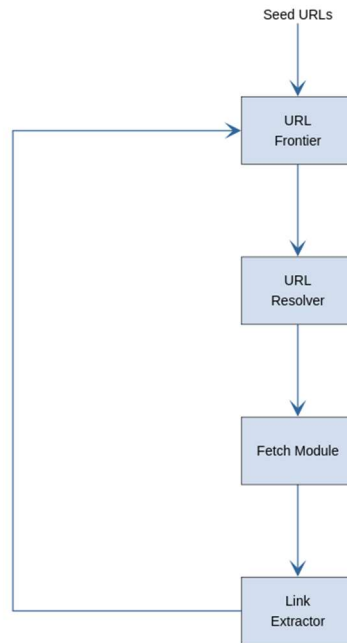 Seed URLs
URL
Frontier
URL
Resolver
Fetch Module
Link
Extractor